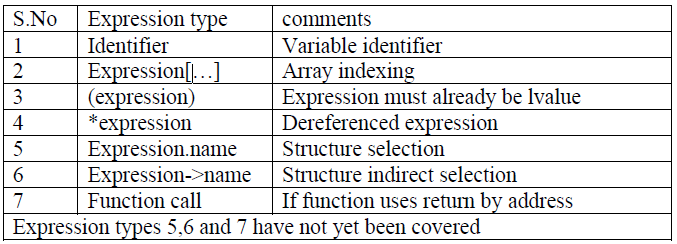 S.No Expression type comments
1 Identifier Variable identifier
2 Expression[…] Array indexing
3 (expression) Expression must already be lvalue
4 *expression Dereferenced expression
5 Expression.name Structure selection
6 Expression->name Structure indirect selection
7 Function call If function uses return by address
Expression types 5,6 and 7 have not yet been covered